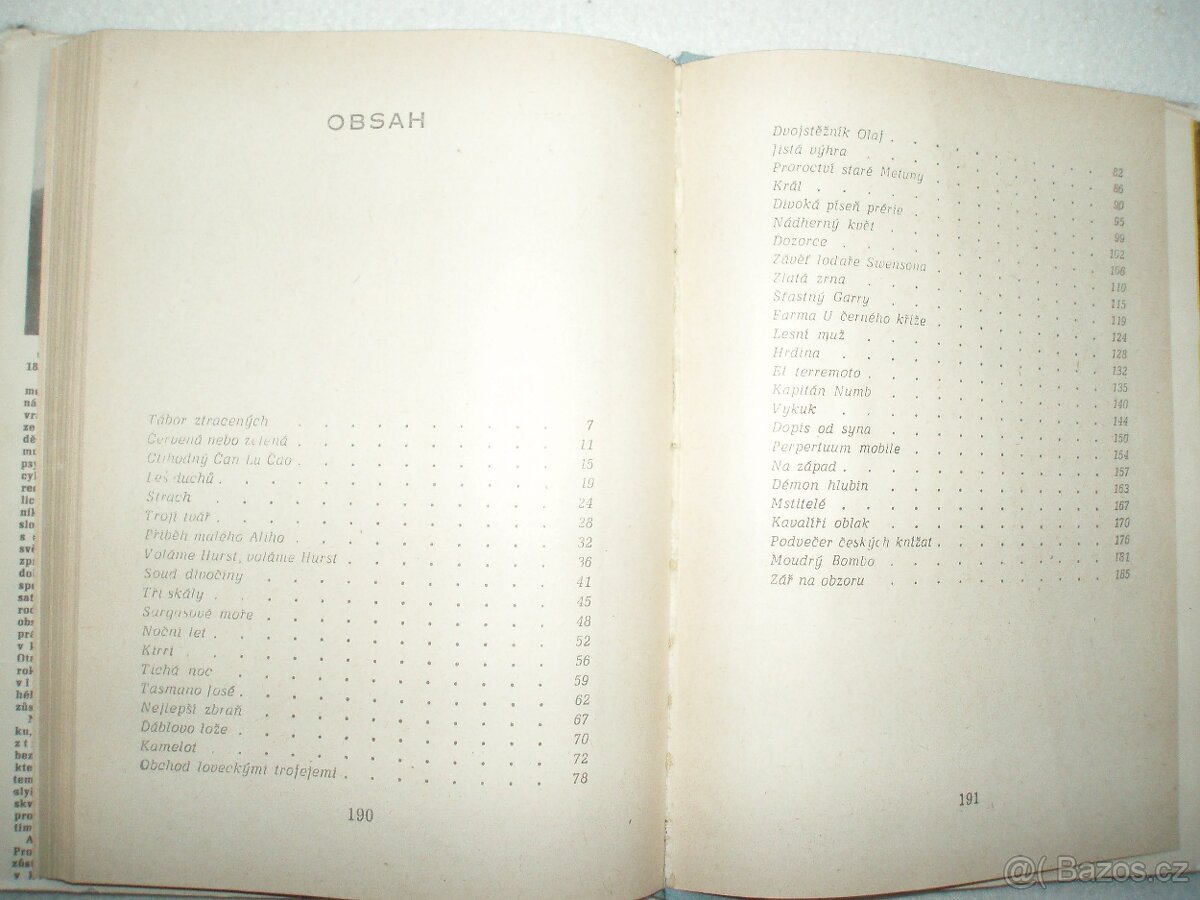 OBSAH
Tábor ztracených . . . . . . . . . . 7
Červená nebo zelená . . . . . . . . . . 11
Ctihodný Čan Lu Čao . . . . . . . . . . 15
Les duchů . . . . . . . . . . 19
Strach . . . . . . . . . . 24
Trojí tvář . . . . . . . . . . 28
Příběh malého Aliho . . . . . . . . . . 32
Voláme Hurst, voláme Hurst . . . . . . . . . . 36
Soud divočiny . . . . . . . . . . 41
Tři skály . . . . . . . . . . 45
Sargasové moře . . . . . . . . . . 48
Noční let . . . . . . . . . . 52
Kirri . . . . . . . . . . 56
Tichá noc . . . . . . . . . . 59
Tasmano José . . . . . . . . . . 62
Nejlepší zbraň . . . . . . . . . . 67
Ďáblovo lože . . . . . . . . . . 70
Kamelot . . . . . . . . . . 72
Obchod loveckými trofejemi . . . . . . . . . . 78
190
Dvojstěžník Olaf . . . . . . . . . . 82
Jistá výhra . . . . . . . . . . 86
Proroctví staré Metuny . . . . . . . . . . 90
Král . . . . . . . . . . 95
Divoká píseň prérie . . . . . . . . . . 99
Nádherný květ . . . . . . . . . . 102
Dozorce . . . . . . . . . . 106
Závěť lodaře Swensona . . . . . . . . . . 110
Zlatá zrna . . . . . . . . . . 115
Šťastný Garry . . . . . . . . . . 119
Farma U černého kříže . . . . . . . . . . 124
Lesní muž . . . . . . . . . . 128
Hrdina . . . . . . . . . . 132
El terremoto . . . . . . . . . . 135
Kapitán Numb . . . . . . . . . . 140
Vykuk . . . . . . . . . . 144
Dopis od syna . . . . . . . . . . 150
Perpertuum mobile . . . . . . . . . . 154
Na západ . . . . . . . . . . 157
Démon hlubin . . . . . . . . . . 163
Mstitelé . . . . . . . . . . 167
Kavalíři oblak . . . . . . . . . . 170
Podvečer českých knížat . . . . . . . . . . 176
Moudrý Bombo . . . . . . . . . . 181
Zář na obzoru . . . . . . . . . . 185
191
Bazos.cz